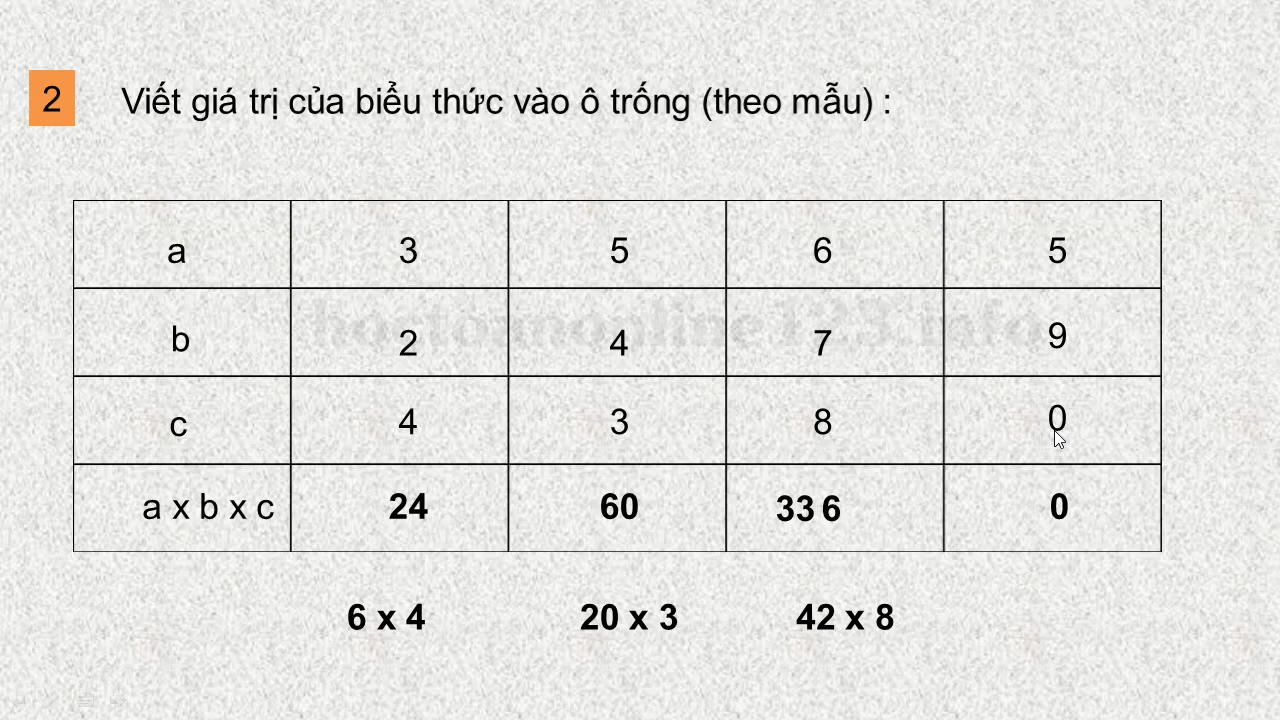 2 Viết giá trị của biểu thức vào ô trống (theo mẫu) :
a 3 5 6 5
b 2 4 7 9
c 4 3 8 0
a x b x c 24 60 33 6 0
6 x 4 20 x 3 42 x 8